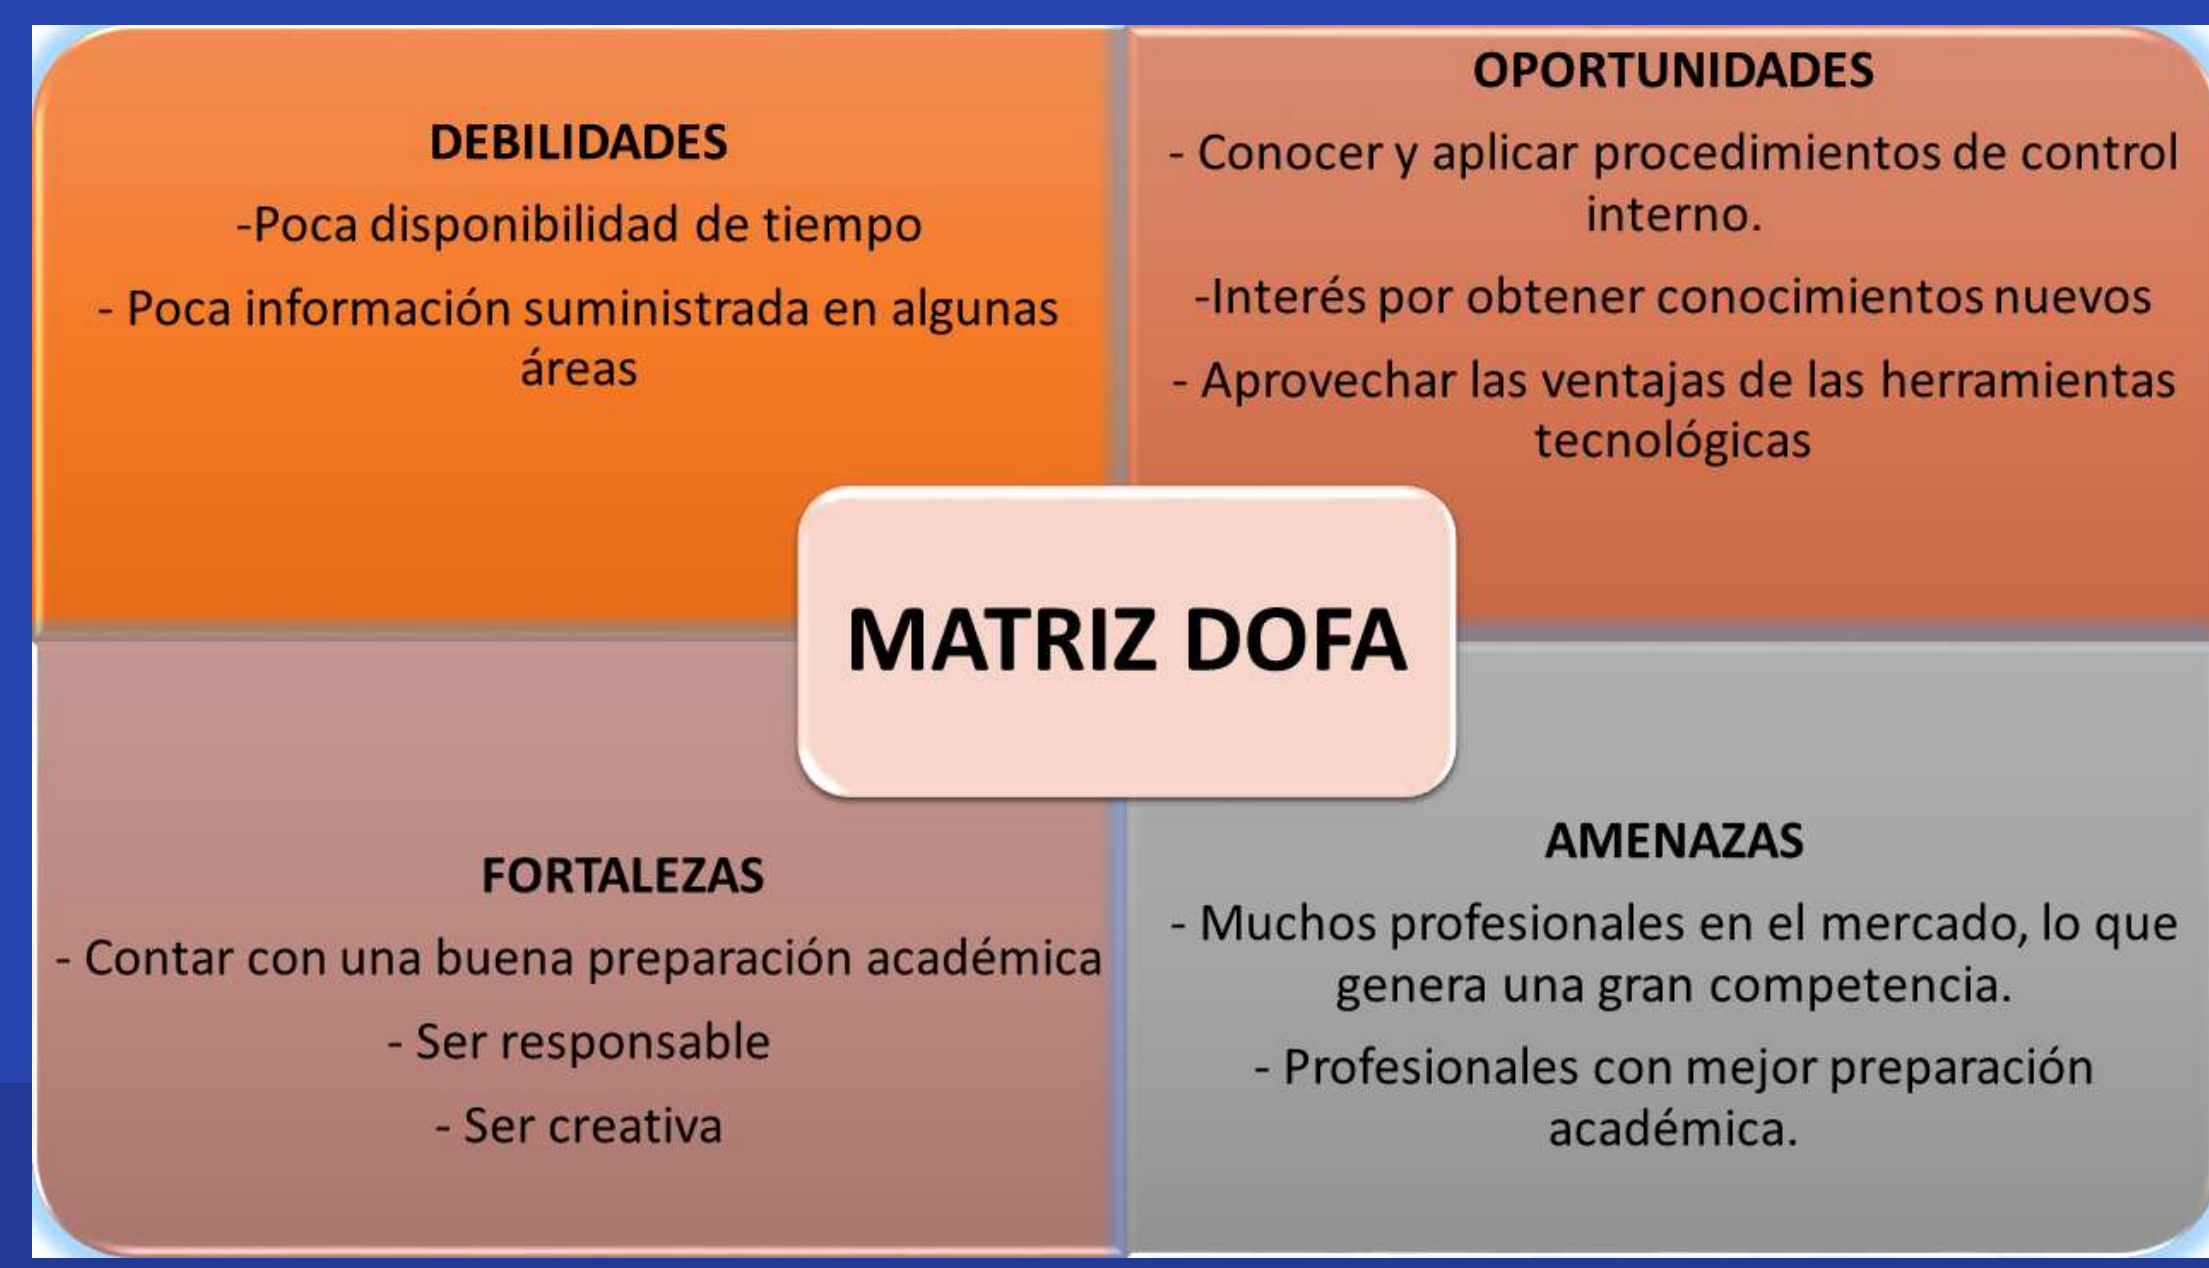 DEBILIDADES
-Poca disponibilidad de tiempo
- Poca información suministrada en algunas
áreas
OPORTUNIDADES
- Conocer y aplicar procedimientos de control
interno.
-Interés por obtener conocimientos nuevos
- Aprovechar las ventajas de las herramientas
tecnológicas
MATRIZ DOFA
FORTALEZAS
- Contar con una buena preparación académica
- Ser responsable
- Ser creativa
AMENAZAS
- Muchos profesionales en el mercado, lo que
genera una gran competencia.
- Profesionales con mejor preparación
académica.